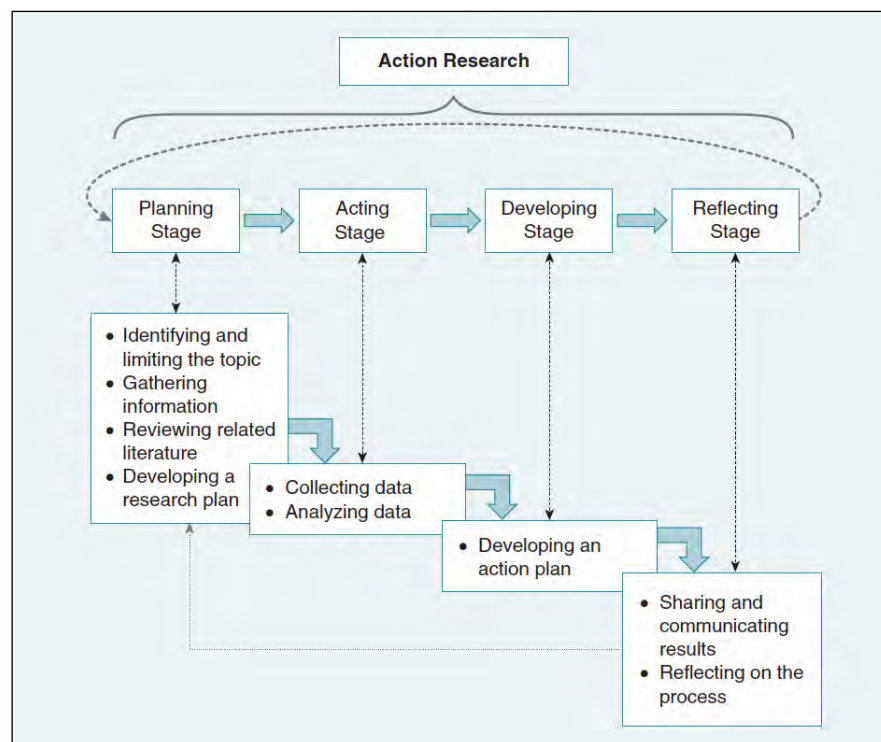 Action Research
Planning
Stage
Acting
Stage
Developing
Stage
Reflecting
Stage
• Identifying and
limiting the topic
• Gathering
information
• Reviewing related
literature
• Developing a
research plan
• Collecting data
• Analyzing data
• Developing an
action plan
• Sharing and
communicating
results
• Reflecting on the
process